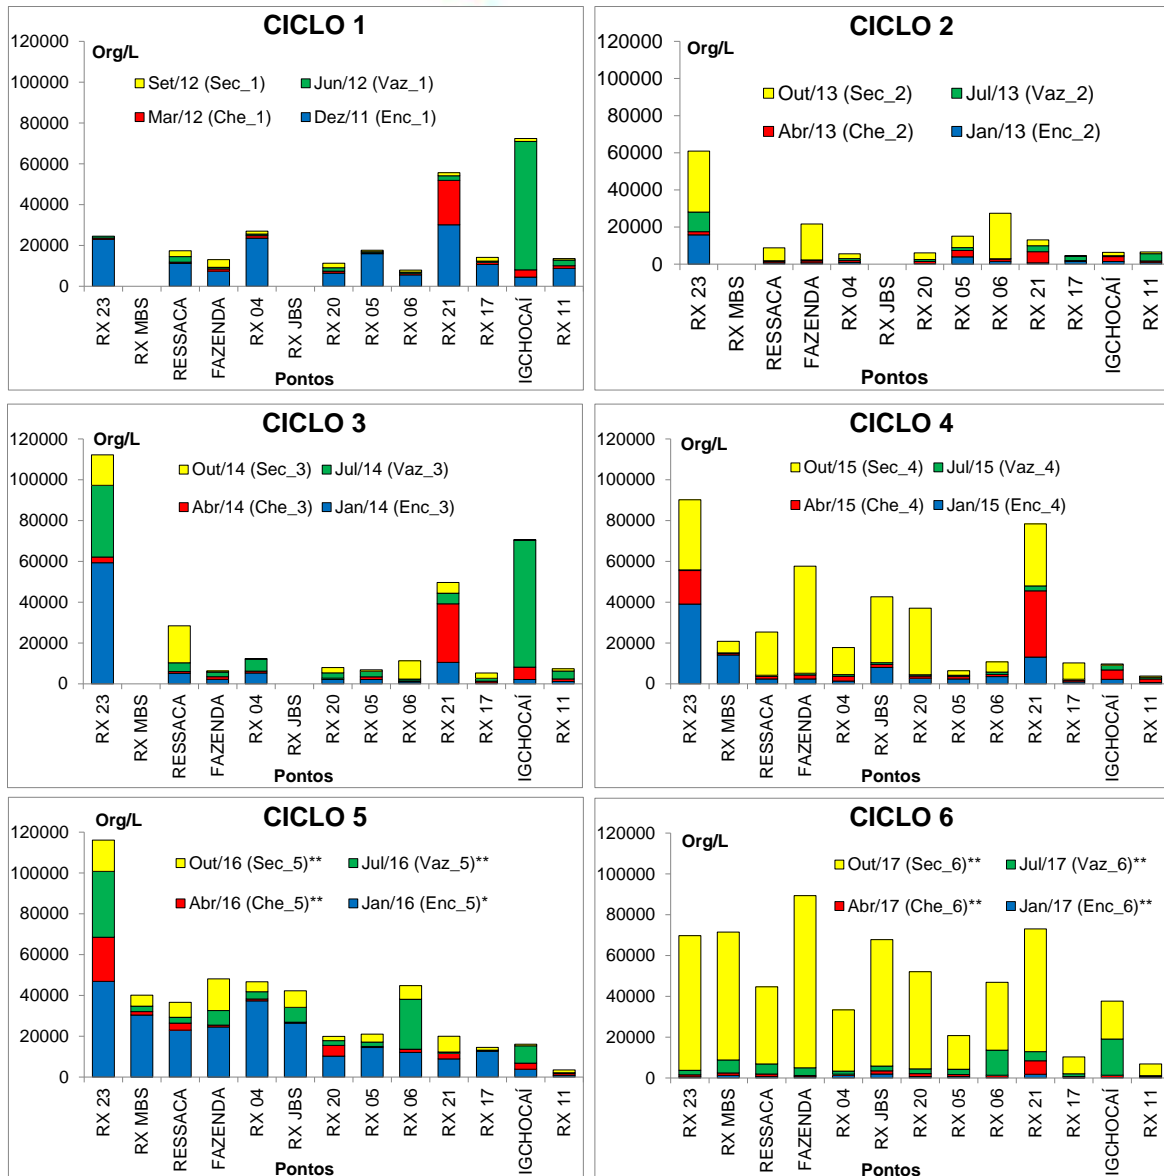 CICLO 1
Org/L
120000
100000
80000
60000
40000
20000
0
Set/12 (Sec_1) Jun/12 (Vaz_1)
Mar/12 (Che_1) Dez/11 (Enc_1)
RX 23 RX MBS RESSACA FAZENDA RX 04 RX JBS RX 20 RX 05 RX 06 RX 21 RX 17 IGCHOCAÍ RX 11
Pontos
CICLO 2
Org/L
120000
100000
80000
60000
40000
20000
0
Out/13 (Sec_2) Jul/13 (Vaz_2)
Abr/13 (Che_2) Jan/13 (Enc_2)
RX 23 RX MBS RESSACA FAZENDA RX 04 RX JBS RX 20 RX 05 RX 06 RX 21 RX 17 IGCHOCAÍ RX 11
Pontos
CICLO 3
Org/L
120000
100000
80000
60000
40000
20000
0
Out/14 (Sec_3) Jul/14 (Vaz_3)
Abr/14 (Che_3) Jan/14 (Enc_3)
RX 23 RX MBS RESSACA FAZENDA RX 04 RX JBS RX 20 RX 05 RX 06 RX 21 RX 17 IGCHOCAÍ RX 11
Pontos
CICLO 4
Org/L
120000
100000
80000
60000
40000
20000
0
Out/15 (Sec_4) Jul/15 (Vaz_4)
Abr/15 (Che_4) Jan/15 (Enc_4)
RX 23 RX MBS RESSACA FAZENDA RX 04 RX JBS RX 20 RX 05 RX 06 RX 21 RX 17 IGCHOCAÍ RX 11
Pontos
CICLO 5
Org/L
120000
100000
80000
60000
40000
20000
0
Out/16 (Sec_5)** Jul/16 (Vaz_5)**
Abr/16 (Che_5)** Jan/16 (Enc_5)*
RX 23 RX MBS RESSACA FAZENDA RX 04 RX JBS RX 20 RX 05 RX 06 RX 21 RX 17 IGCHOCAÍ RX 11
Pontos
CICLO 6
Org/L
120000
100000
80000
60000
40000
20000
0
Out/17 (Sec_6)** Jul/17 (Vaz_6)**
Abr/17 (Che_6)** Jan/17 (Enc_6)**
RX 23 RX MBS RESSACA FAZENDA RX 04 RX JBS RX 20 RX 05 RX 06 RX 21 RX 17 IGCHOCAÍ RX 11
Pontos